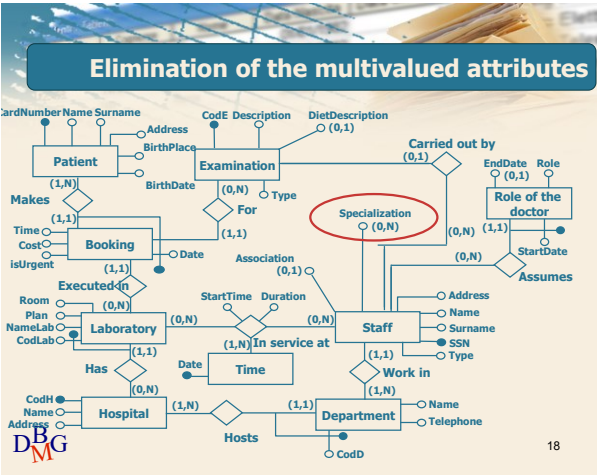 Elimination of the multivalued attributes
CardNumber Name Surname
CodE Description
DietDescription
(0,1)
Address
BirthPlace
BirthDate
Patient
Examination
Type
Carried out by
(0,1)
EndDate Role
(0,1)
Role of the
doctor
(1,N)
Makes
(1,1)
(0,N)
For
(1,1)
Specialization
(0,N)
(0,N)
(1,1)
StartDate
Time
Cost
isUrgent
Booking
Date
Association
(0,1)
(0,N)
Assumes
(1,1)
Executed in
(0,N)
Room
Plan
NameLab
CodLab
Laboratory
(0,N)
StartTime Duration
(0,N)
Staff
Address
Name
Surname
SSN
Type
(1,N)
In service at
(1,1)
Has
(0,N)
Date
Time
(1,1)
Work in
(1,N)
CodH
Name
Address
Hospital
(1,N)
Hosts
(1,1)
Department
Name
Telephone
CodD
DBMG
18